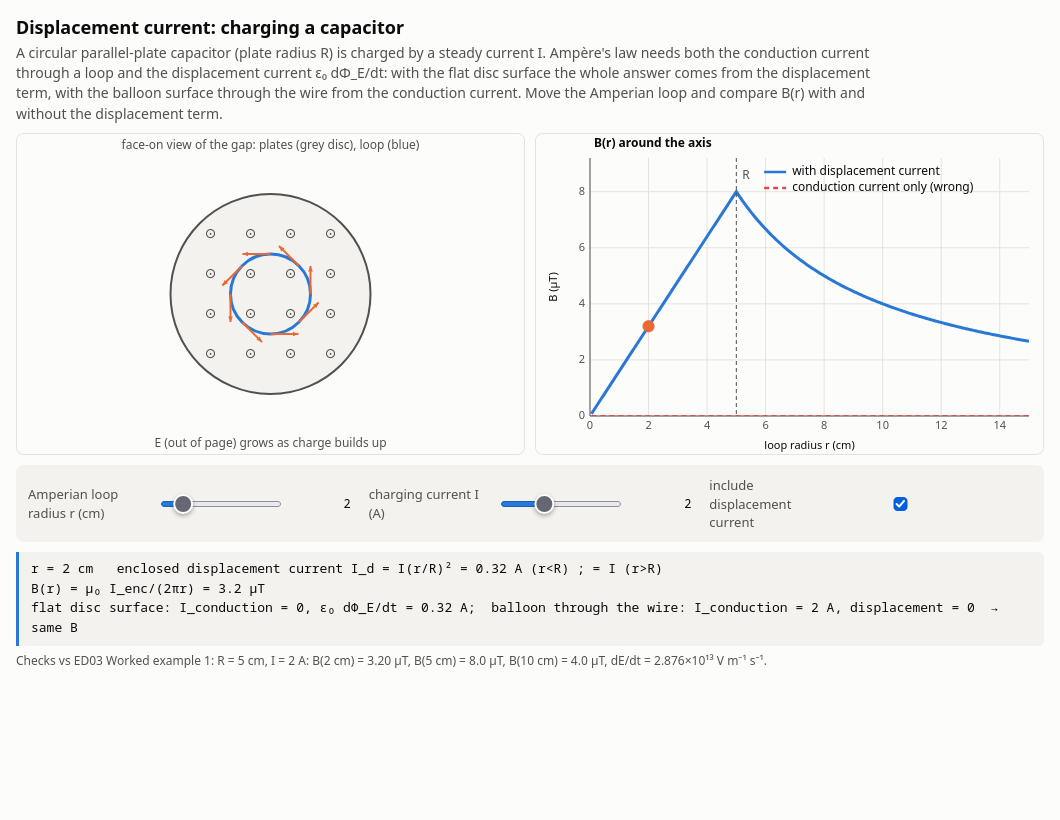 Displacement current: charging a capacitor
A circular parallel-plate capacitor (plate radius R) is charged by a steady current I. Ampère's law needs both the conduction current
through a loop and the displacement current ε₀ dΦ_E/dt: with the flat disc surface the whole answer comes from the displacement
term, with the balloon surface through the wire from the conduction current. Move the Amperian loop and compare B(r) with and
without the displacement term.
face-on view of the gap: plates (grey disc), loop (blue)
E (out of page) grows as charge builds up
B(r) around the axis
R
with displacement current
conduction current only (wrong)
8
6
4
2
0
B (μT)
0 2 4 6 8 10 12 14
loop radius r (cm)
Amperian loop
radius r (cm)
2
charging current I
(A)
2
include
displacement
current
r = 2 cm   enclosed displacement current I_d = I(r/R)² = 0.32 A (r<R) ; = I (r>R)
B(r) = μ₀ I_enc/(2πr) = 3.2 μT
flat disc surface: I_conduction = 0, ε₀ dΦ_E/dt = 0.32 A;  balloon through the wire: I_conduction = 2 A, displacement = 0  →
same B
Checks vs ED03 Worked example 1: R = 5 cm, I = 2 A: B(2 cm) = 3.20 μT, B(5 cm) = 8.0 μT, B(10 cm) = 4.0 μT, dE/dt = 2.876×10¹³ V m⁻¹ s⁻¹.